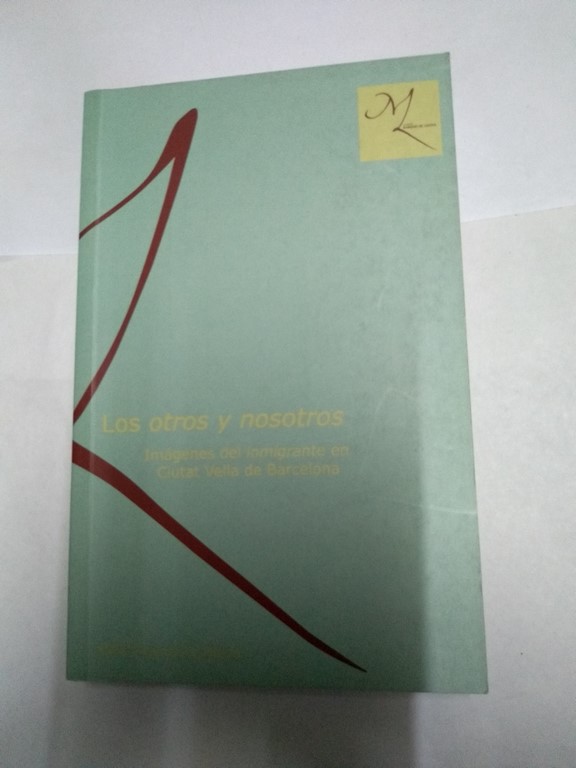 Los otros y nosotros
Imágenes del inmigrante en
Ciutat Vella de Barcelona